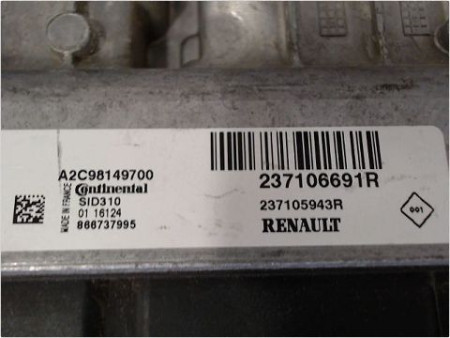 A2C98149700
MADE IN FRANCE
Continental
SID310
01 16124
866737995
237106691R
237105943R
RENAULT
001